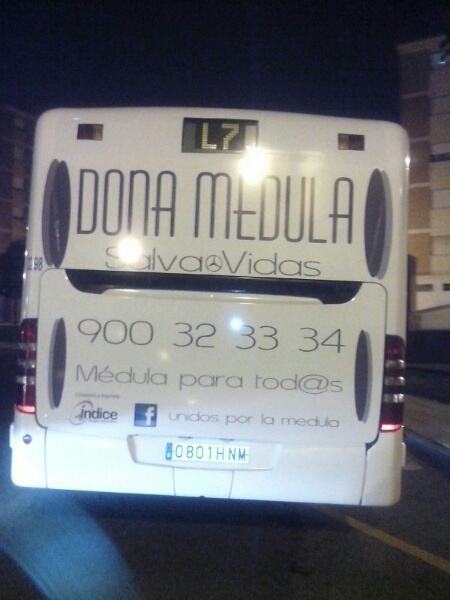 L7
DONA MEDULA
Salva Vidas
900 32 33 34
Médula para tod@s
índice
f
unidos por la medula
0801HNM